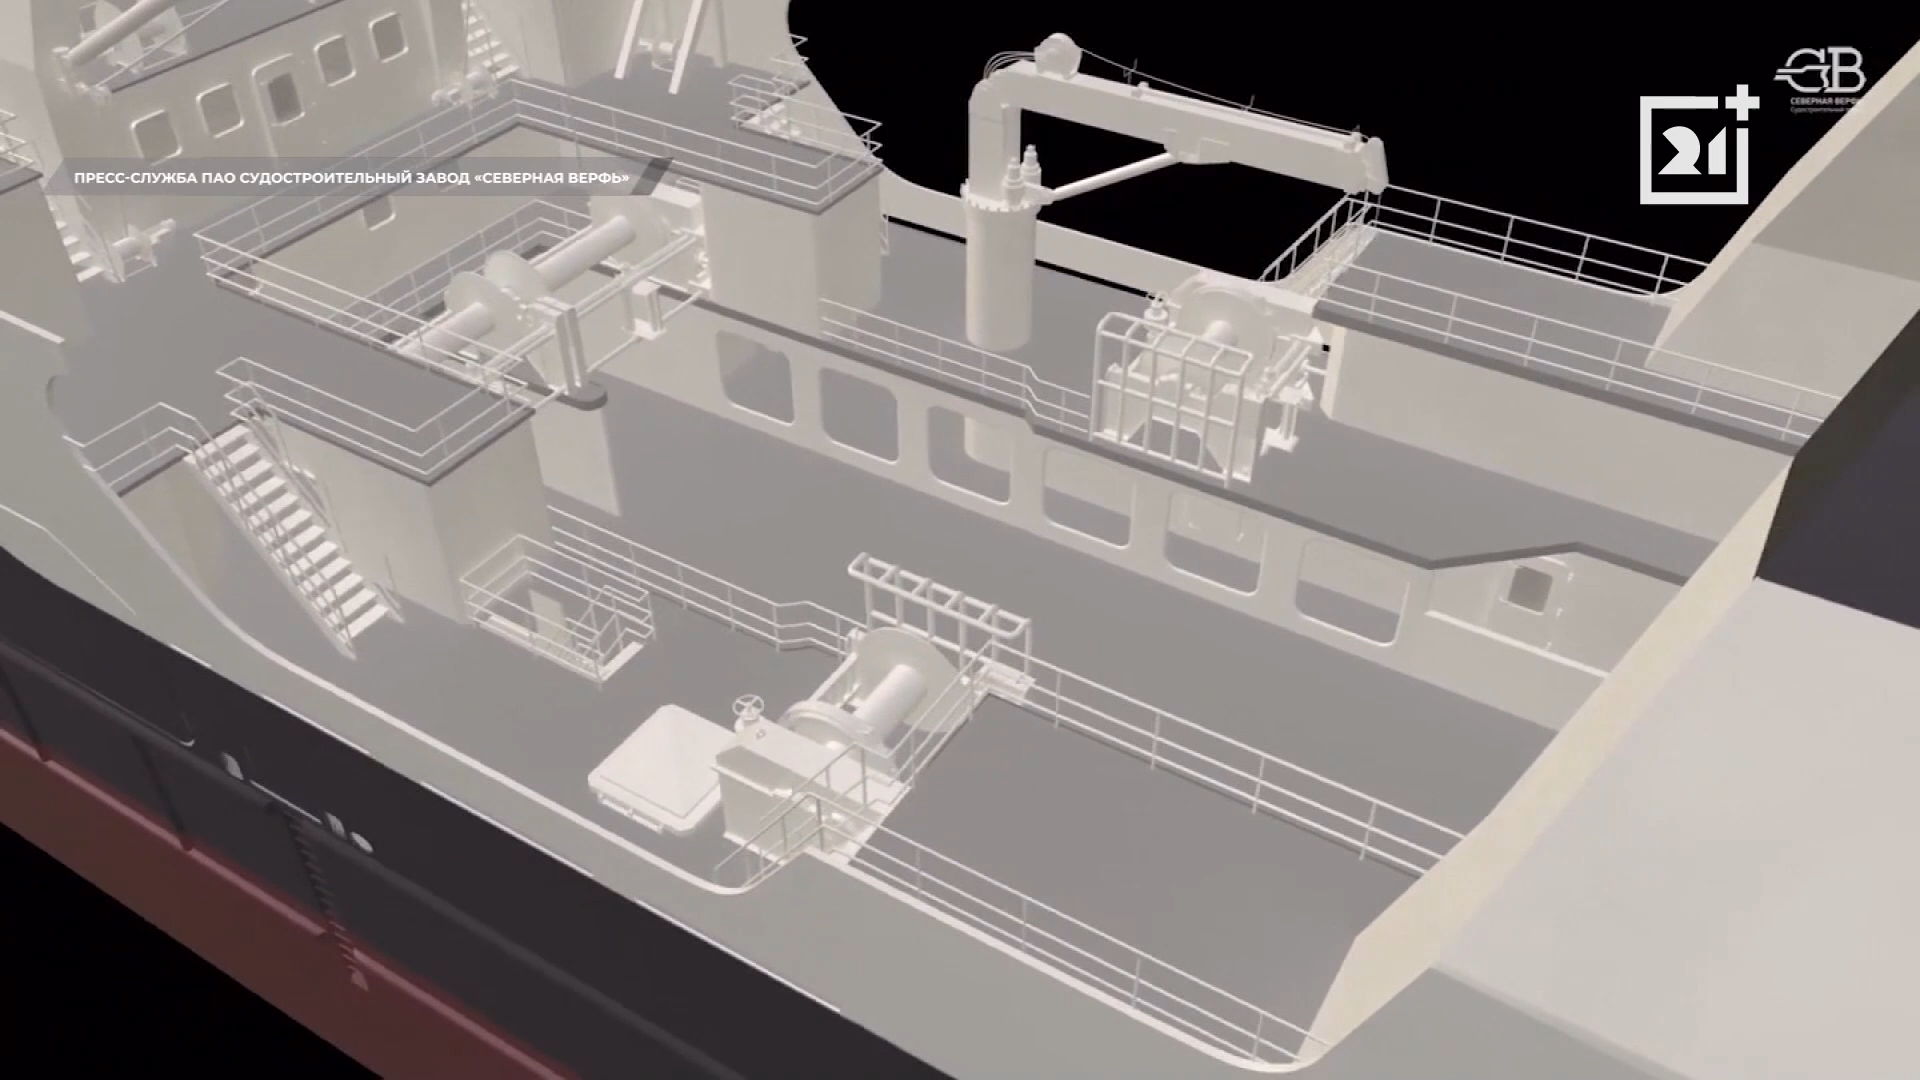 СВ
СЕВЕРНАЯ ВЕРФЬ
21+
ПРЕСС-СЛУЖБА ПАО СУДОСТРОИТЕЛЬНЫЙ ЗАВОД «СЕВЕРНАЯ ВЕРФЬ»